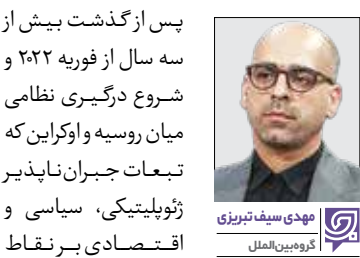 پس از گذشت بیش از
سه سال از فوریه ۲۰۲۲ و
شروع درگیری نظامی
میان روسیه و اوکراین که
تبعات جبران‌ناپذیر
ژئوپلیتیکی، سیاسی و
اقتصادی بر نقاط
مهدی سیف تبریزی
گروه بین‌الملل